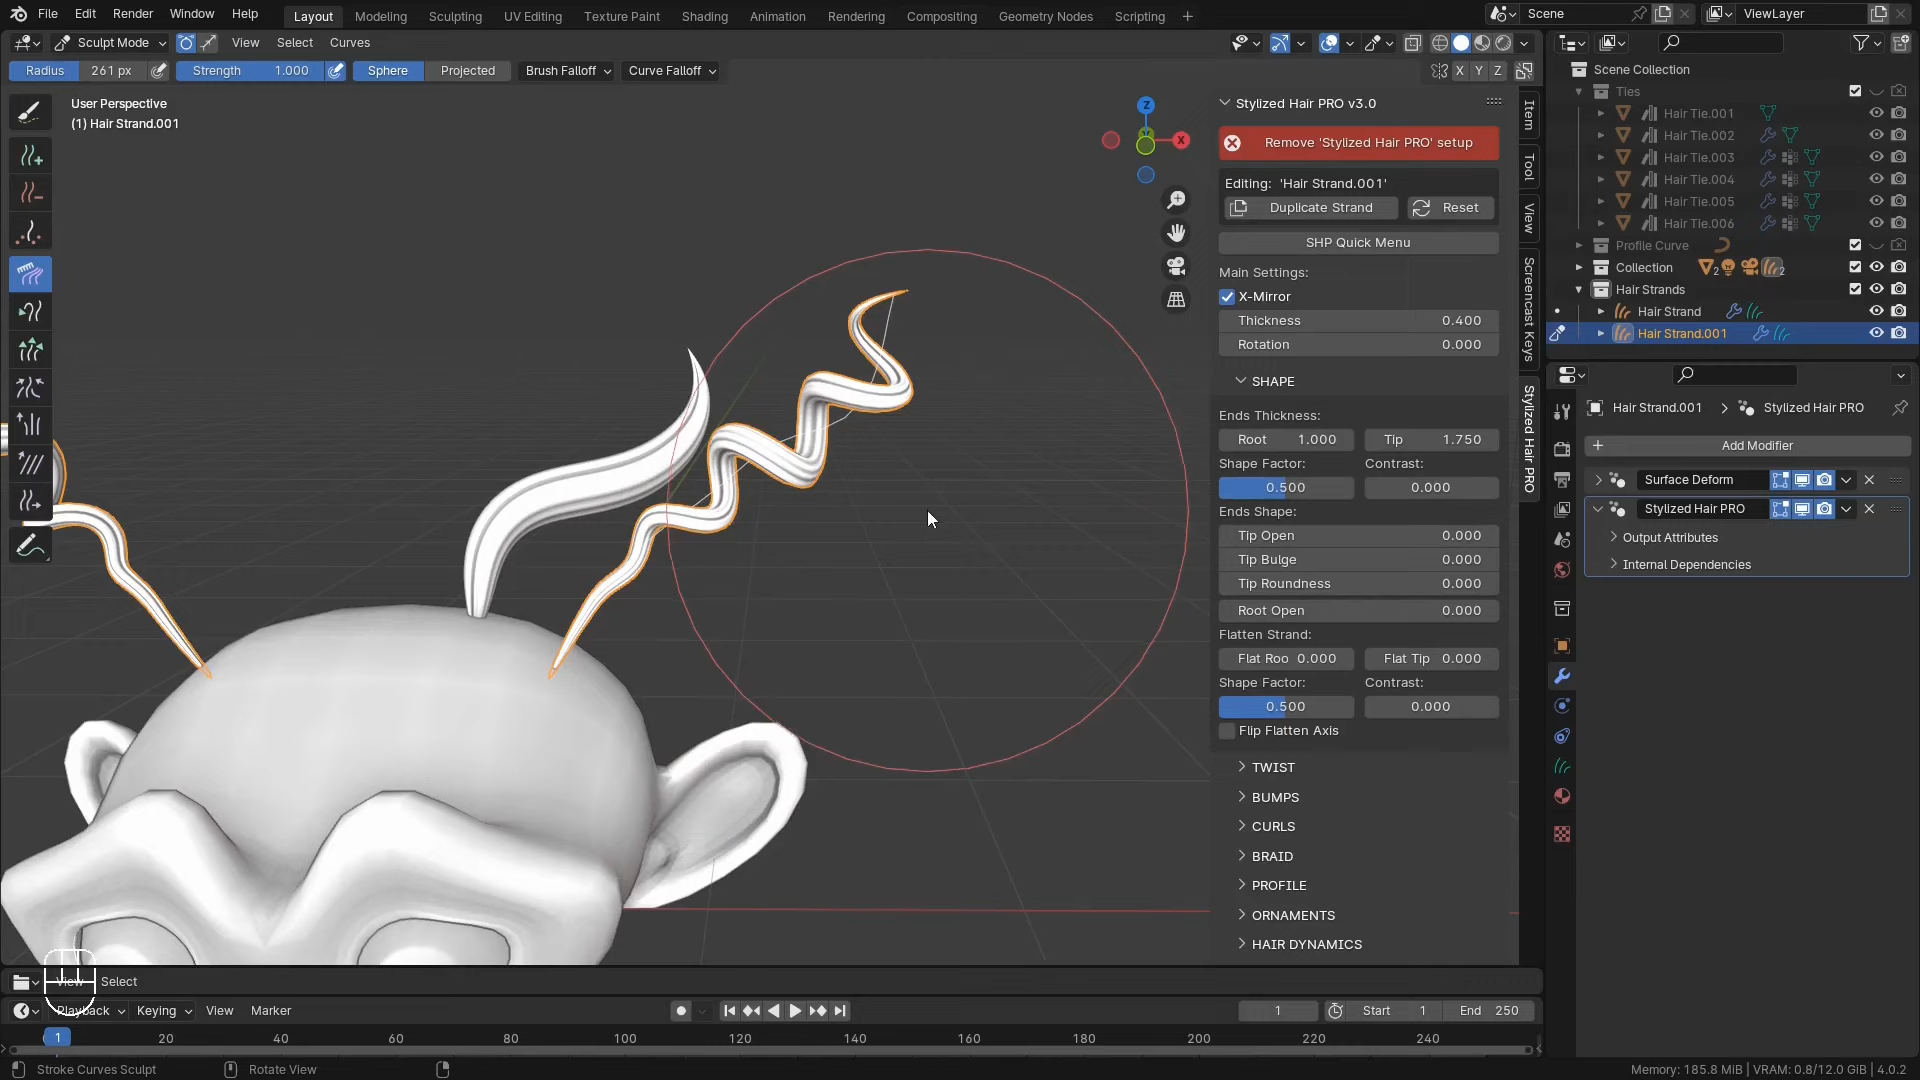 File Edit Render Window Help Layout Modeling Sculpting UV Editing Texture Paint Shading Animation Rendering Compositing Geometry Nodes Scripting + Scene ViewLayer
Sculpt Mode View Select Curves
Radius 261 px Strength 1.000 Sphere Projected Brush Falloff Curve Falloff X Y Z
User Perspective
(1) Hair Strand.001
Z
X
Stylized Hair PRO v3.0
Remove 'Stylized Hair PRO' setup
Editing: 'Hair Strand.001'
Duplicate Strand Reset
SHP Quick Menu
Main Settings:
X-Mirror
Thickness 0.400
Rotation 0.000
SHAPE
Ends Thickness:
Root 1.000 Tip 1.750
Shape Factor: Contrast:
0.500 0.000
Ends Shape:
Tip Open 0.000
Tip Bulge 0.000
Tip Roundness 0.000
Root Open 0.000
Flatten Strand:
Flat Roo 0.000 Flat Tip 0.000
Shape Factor: Contrast:
0.500 0.000
Flip Flatten Axis
TWIST
BUMPS
CURLS
BRAID
PROFILE
ORNAMENTS
HAIR DYNAMICS
Item
Tool
View
Screencast Keys
Stylized Hair PRO
Scene Collection
Ties
Hair Tie.001
Hair Tie.002
Hair Tie.003
Hair Tie.004
Hair Tie.005
Hair Tie.006
Profile Curve
Collection 2 2
Hair Strands
Hair Strand
Hair Strand.001
Hair Strand.001 > Stylized Hair PRO
+ Add Modifier
Surface Deform
Stylized Hair PRO
Output Attributes
Internal Dependencies
View Select
Playback Keying View Marker 1 Start 1 End 250
1 20 40 60 80 100 120 140 160 180 200 220 240
Stroke Curves Sculpt Rotate View Memory: 185.8 MiB | VRAM: 0.8/12.0 GiB | 4.0.2